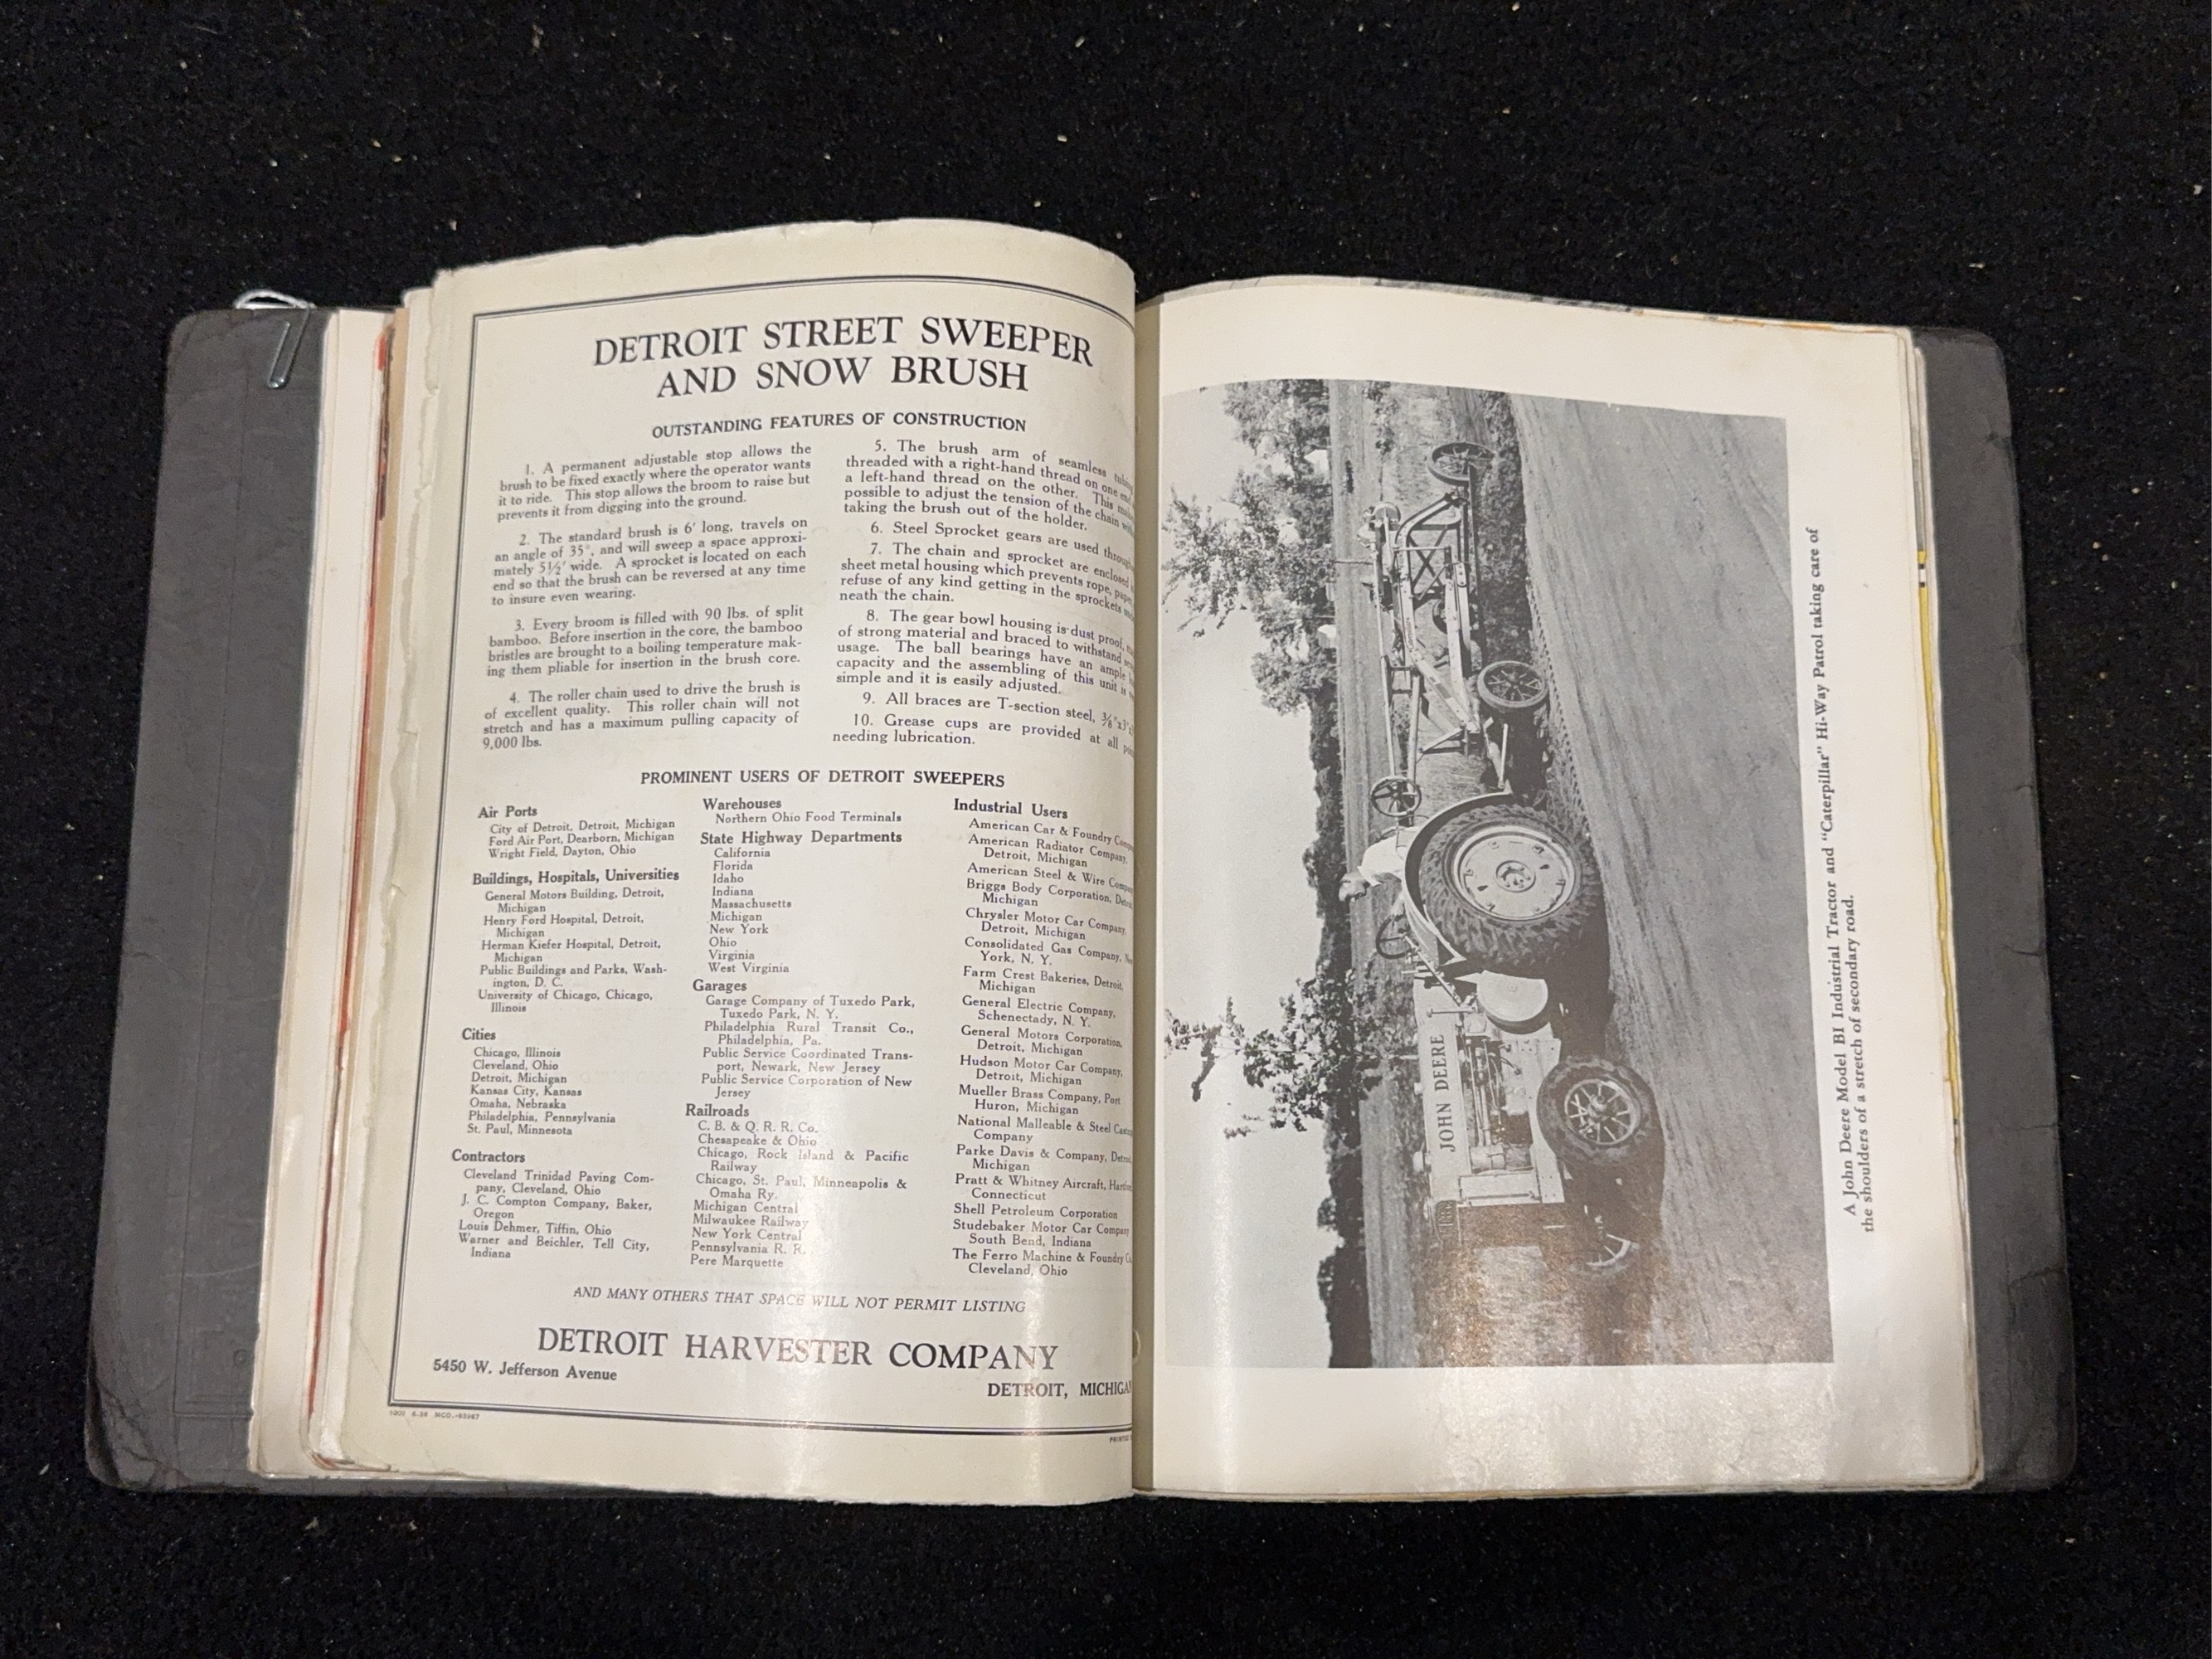 DETROIT STREET SWEEPER
AND SNOW BRUSH
OUTSTANDING FEATURES OF CONSTRUCTION
1. A permanent adjustable stop allows the
brush to be fixed exactly where the operator wants
it to ride. This stop allows the broom to raise but
prevents it from digging into the ground.
2. The standard brush is 6' long, travels on
an angle of 35°, and will sweep a space approxi-
mately 5½' wide. A sprocket is located on each
end so that the brush can be reversed at any time
to insure even wearing.
3. Every broom is filled with 90 lbs. of split
bamboo. Before insertion in the core, the bamboo
bristles are brought to a boiling temperature mak-
ing them pliable for insertion in the brush core.
4. The roller chain used to drive the brush is
of excellent quality. This roller chain will not
stretch and has a maximum pulling capacity of
9,000 lbs.
5. The brush arm of seamless
threaded with a right-hand thread on one
a left-hand thread on the other. This
possible to adjust the tension of the chain
taking the brush out of the holder.
6. Steel Sprocket gears are used
7. The chain and sprocket are enclosed
sheet metal housing which prevents rope,
refuse of any kind getting in the sprockets
neath the chain.
8. The gear bowl housing is dust proof,
of strong material and braced to withstand
usage. The ball bearings have an ample
capacity and the assembling of this unit is
simple and it is easily adjusted.
9. All braces are T-section steel,
10. Grease cups are provided at all
needing lubrication.
PROMINENT USERS OF DETROIT SWEEPERS
Air Ports
City of Detroit, Detroit, Michigan
Ford Air Port, Dearborn, Michigan
Wright Field, Dayton, Ohio
Buildings, Hospitals, Universities
General Motors Building, Detroit,
Michigan
Henry Ford Hospital, Detroit,
Michigan
Herman Kiefer Hospital, Detroit,
Michigan
Public Buildings and Parks, Wash-
ington, D. C.
University of Chicago, Chicago,
Illinois
Cities
Chicago, Illinois
Cleveland, Ohio
Detroit, Michigan
Kansas City, Kansas
Omaha, Nebraska
Philadelphia, Pennsylvania
St. Paul, Minnesota
Contractors
Cleveland Trinidad Paving Com-
pany, Cleveland, Ohio
J. C. Compton Company, Baker,
Oregon
Louis Dehmer, Tiffin, Ohio
Warner and Beichler, Tell City,
Indiana
Warehouses
Northern Ohio Food Terminals
State Highway Departments
California
Florida
Idaho
Indiana
Massachusetts
Michigan
New York
Ohio
Virginia
West Virginia
Garages
Garage Company of Tuxedo Park,
Tuxedo Park, N. Y.
Philadelphia Rural Transit Co.,
Philadelphia, Pa.
Public Service Coordinated Trans-
port, Newark, New Jersey
Public Service Corporation of New
Jersey
Railroads
C. B. & Q. R. R. Co.
Chesapeake & Ohio
Chicago, Rock Island & Pacific
Railway
Chicago, St. Paul, Minneapolis &
Omaha Ry.
Michigan Central
Milwaukee Railway
New York Central
Pennsylvania R. R.
Pere Marquette
Industrial Users
American Car & Foundry
American Radiator Company,
Detroit, Michigan
American Steel & Wire
Briggs Body Corporation,
Michigan
Chrysler Motor Car Company,
Detroit, Michigan
Consolidated Gas Company,
York, N. Y.
Farm Crest Bakeries, Detroit,
Michigan
General Electric Company,
Schenectady, N. Y.
General Motors Corporation,
Detroit, Michigan
Hudson Motor Car Company,
Detroit, Michigan
Mueller Brass Company, Port
Huron, Michigan
National Malleable & Steel
Company
Parke Davis & Company,
Michigan
Pratt & Whitney Aircraft,
Connecticut
Shell Petroleum Corporation
Studebaker Motor Car Company
South Bend, Indiana
The Ferro Machine & Foundry
Cleveland, Ohio
AND MANY OTHERS THAT SPACE WILL NOT PERMIT LISTING
DETROIT HARVESTER COMPANY
5450 W. Jefferson Avenue
DETROIT,
JOHN DEERE
A John Deere Model BI Industrial Tractor and "Caterpillar" Hi-Way Patrol taking care of
the shoulders of a stretch of secondary road.